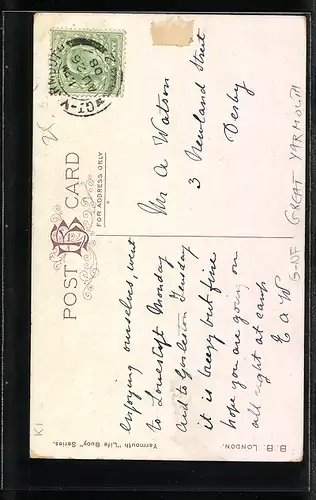 POST CARD
FOR ADDRESS ONLY
Mr A Watson
3 Newland Street
Derby
enjoying ourselves went
to Lowestoft Monday
and to Gorleston Tuesday
it is breezy but fine
hope you are going on
all right at camp
E A W
GREAT YARMOUTH
G-NF
K1
Yarmouth "Life Buoy" Series.
B. B. LONDON.